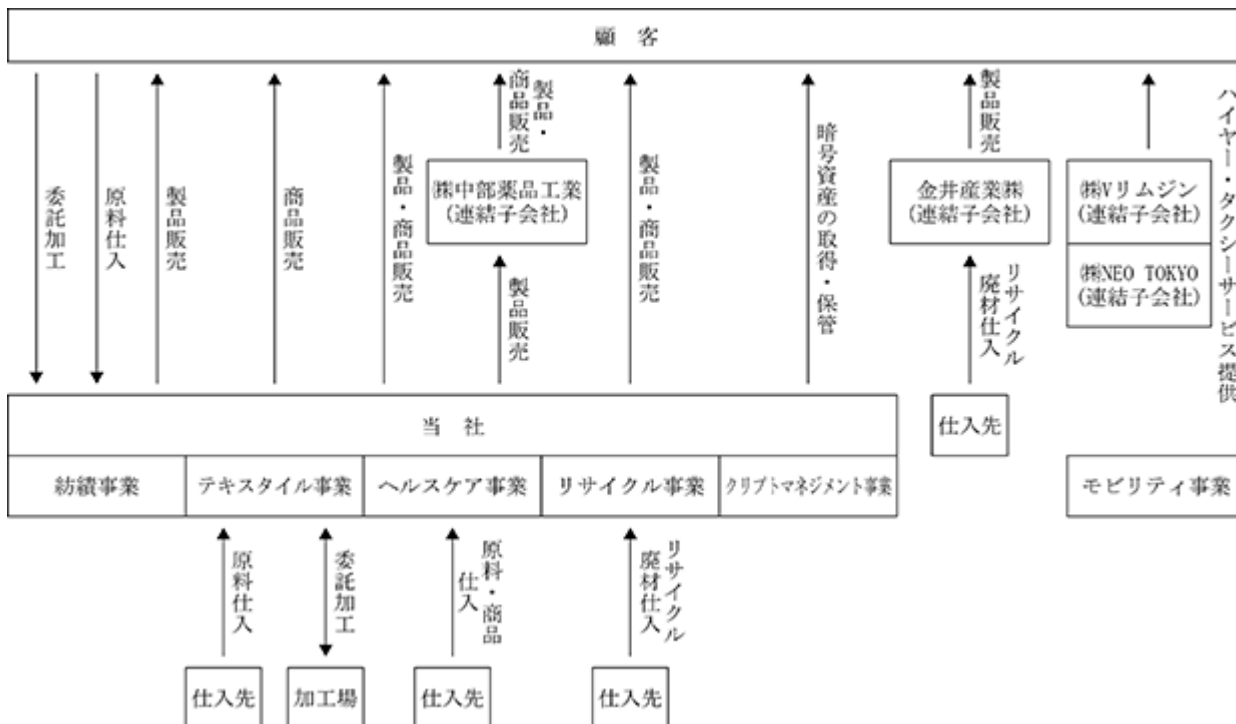 顧 客
委託加工
原料仕入
製品販売
商品販売
製品・商品販売
製品・
商品販売
㈱中部薬品工業
(連結子会社)
製品販売
製品・商品販売
暗号資産の取得・保管
製品販売
金井産業㈱
(連結子会社)
リサイクル
廃材仕入
仕入先
㈱Vリムジン
(連結子会社)
㈱NEO TOKYO
(連結子会社)
ハイヤー・タクシーサービス提供
当 社
紡績事業
テキスタイル事業
ヘルスケア事業
リサイクル事業
クリプトマネジメント事業
モビリティ事業
原料仕入
委託加工
原料・商品
仕入
リサイクル
廃材仕入
仕入先
加工場
仕入先
仕入先